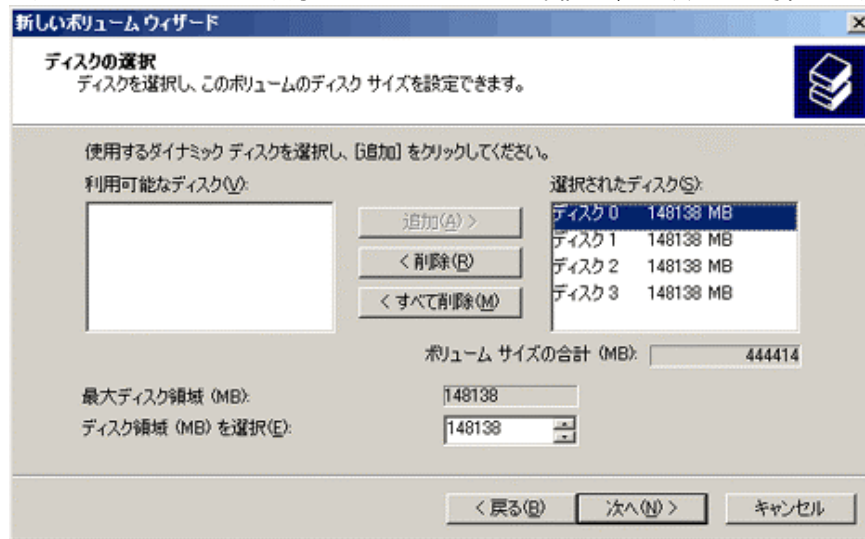 新しいボリューム ウィザード
ディスクの選択
ディスクを選択し、このボリュームのディスク サイズを設定できます。
使用するダイナミック ディスクを選択し、[追加] をクリックしてください。
利用可能なディスク(V):
選択されたディスク(S):
追加(A) >
< 削除(R)
< すべて削除(M)
ディスク 0 148138 MB
ディスク 1 148138 MB
ディスク 2 148138 MB
ディスク 3 148138 MB
ボリューム サイズの合計 (MB): 444414
最大ディスク領域 (MB): 148138
ディスク領域 (MB) を選択(E): 148138
< 戻る(B) 次へ(N) > キャンセル